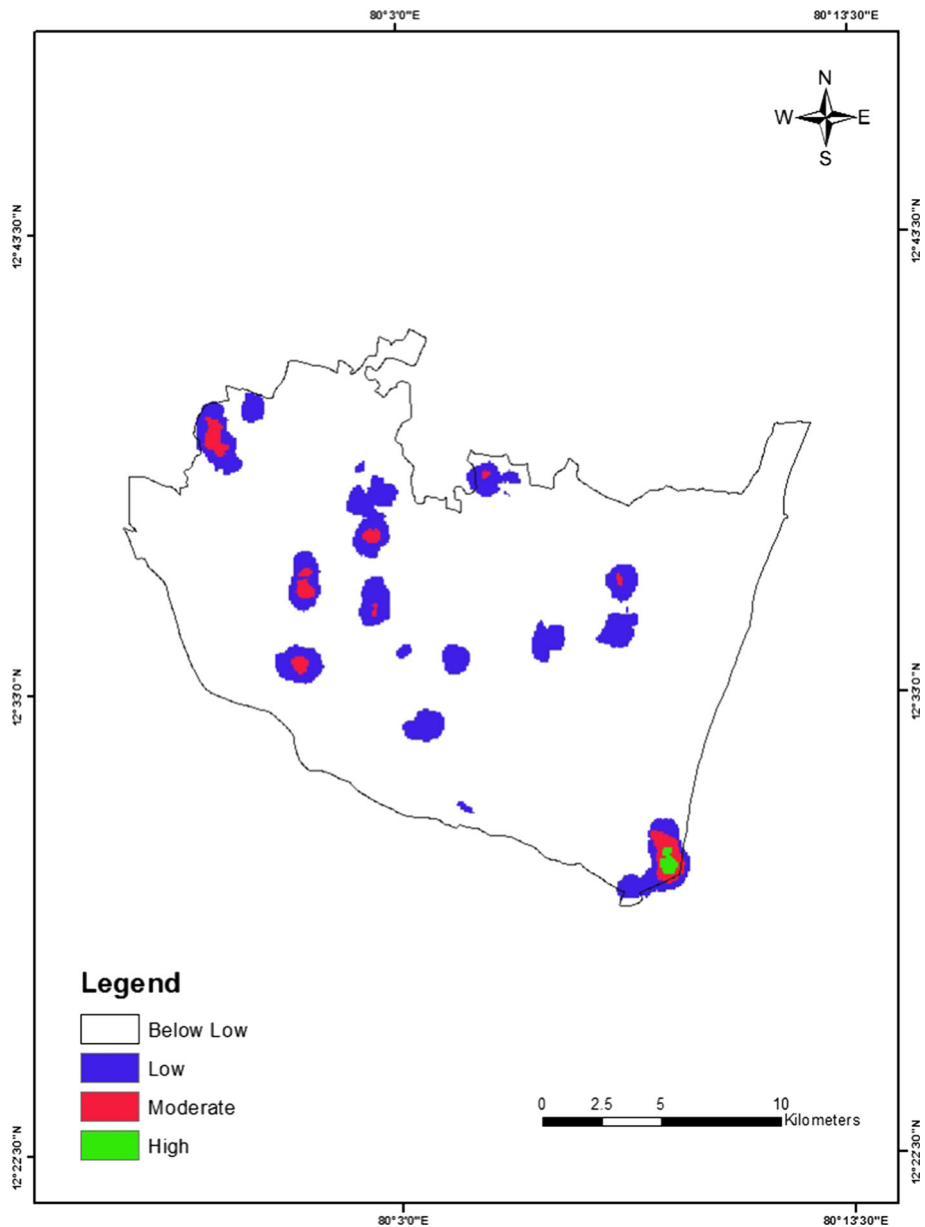 80°3'0"E 80°13'30"E
N
W E
S
12°43'30"N 12°43'30"N
12°33'0"N 12°33'0"N
Legend
Below Low
Low
Moderate
High
0 2.5 5 10
Kilometers
12°22'30"N 12°22'30"N
80°3'0"E 80°13'30"E